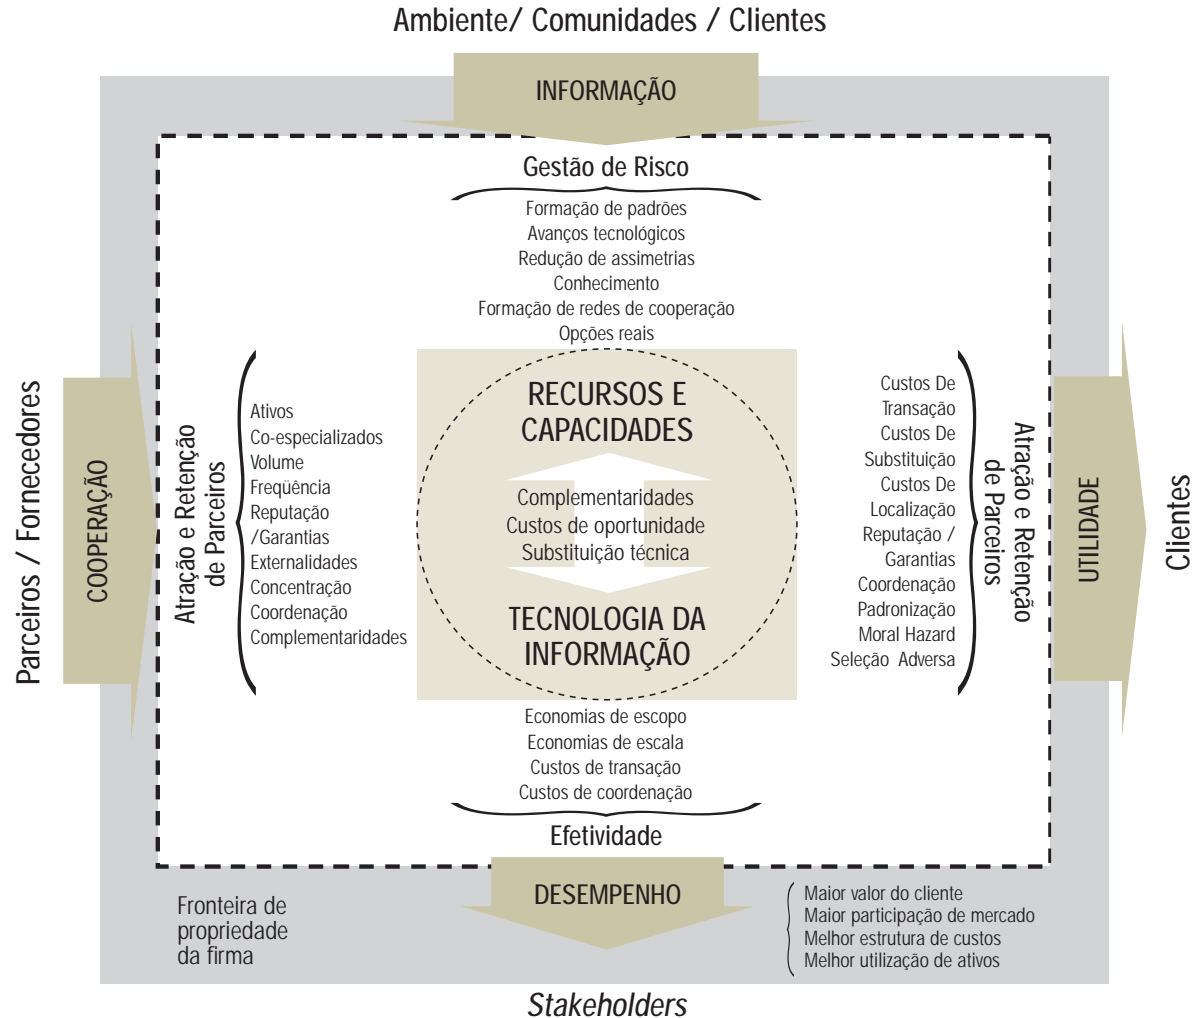 Ambiente/ Comunidades / Clientes
INFORMAÇÃO
Gestão de Risco
Formação de padrões
Avanços tecnológicos
Redução de assimetrias
Conhecimento
Formação de redes de cooperação
Opções reais
Parceiros / Fornecedores
COOPERAÇÃO
Atração e Retenção
de Parceiros
Ativos
Co-especializados
Volume
Freqüência
Reputação
/Garantias
Externalidades
Concentração
Coordenação
Complementaridades
RECURSOS E
CAPACIDADES
Complementaridades
Custos de oportunidade
Substituição técnica
TECNOLOGIA DA
INFORMAÇÃO
Custos De
Transação
Custos De
Substituição
Custos De
Localização
Reputação /
Garantias
Coordenação
Padronização
Moral Hazard
Seleção Adversa
Atração e Retenção
de Parceiros
UTILIDADE
Clientes
Economias de escopo
Economias de escala
Custos de transação
Custos de coordenação
Efetividade
DESEMPENHO
Fronteira de
propriedade
da firma
Maior valor do cliente
Maior participação de mercado
Melhor estrutura de custos
Melhor utilização de ativos
Stakeholders